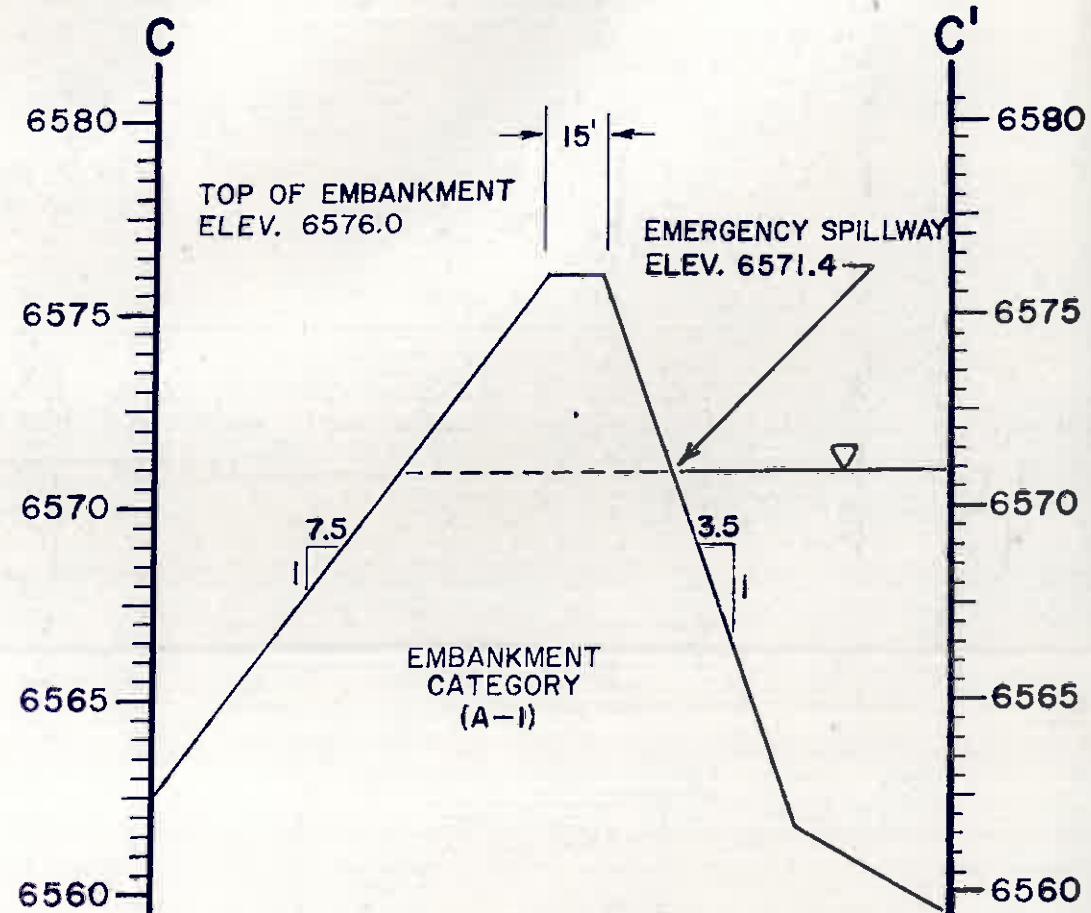 C
C'
6580
15'
6580
TOP OF EMBANKMENT
ELEV. 6576.0
EMERGENCY SPILLWAY
ELEV. 6571.4
6575
6575
6570
6570
7.5
1
3.5
1
EMBANKMENT
CATEGORY
(A-1)
6565
6565
6560
6560